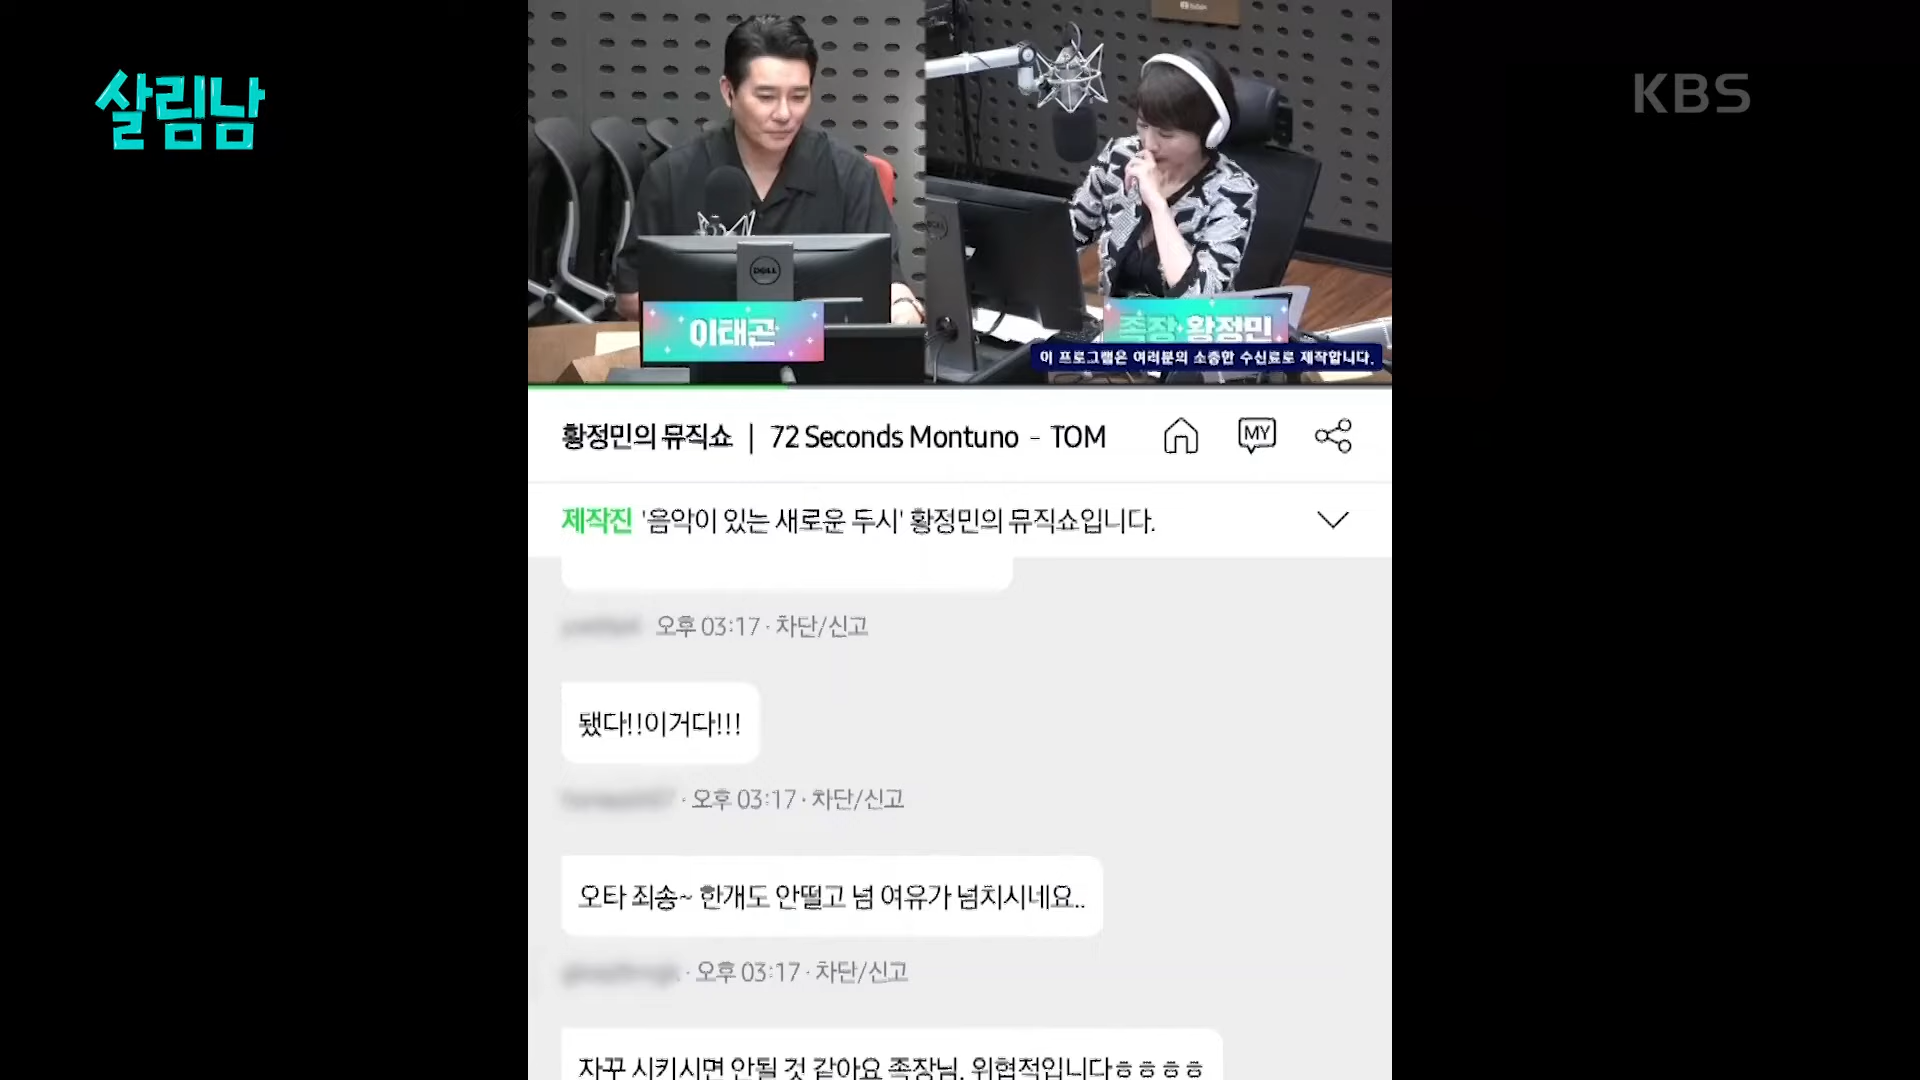 살림남
KBS
DELL
이태곤
족장 황정민
이 프로그램은 여러분의 소중한 수신료로 제작합니다.
황정민의 뮤직쇼 | 72 Seconds Montuno - TOM
MY
제작진 '음악이 있는 새로운 두시' 황정민의 뮤직쇼입니다.
오후 03:17 · 차단/신고
됐다!!이거다!!!
· 오후 03:17 · 차단/신고
오타 죄송~ 한개도 안떨고 넘 여유가 넘치시네요..
· 오후 03:17 · 차단/신고
자꾸 시키시면 안될 것 같아요 족장님. 위협적입니다ㅎㅎㅎㅎ